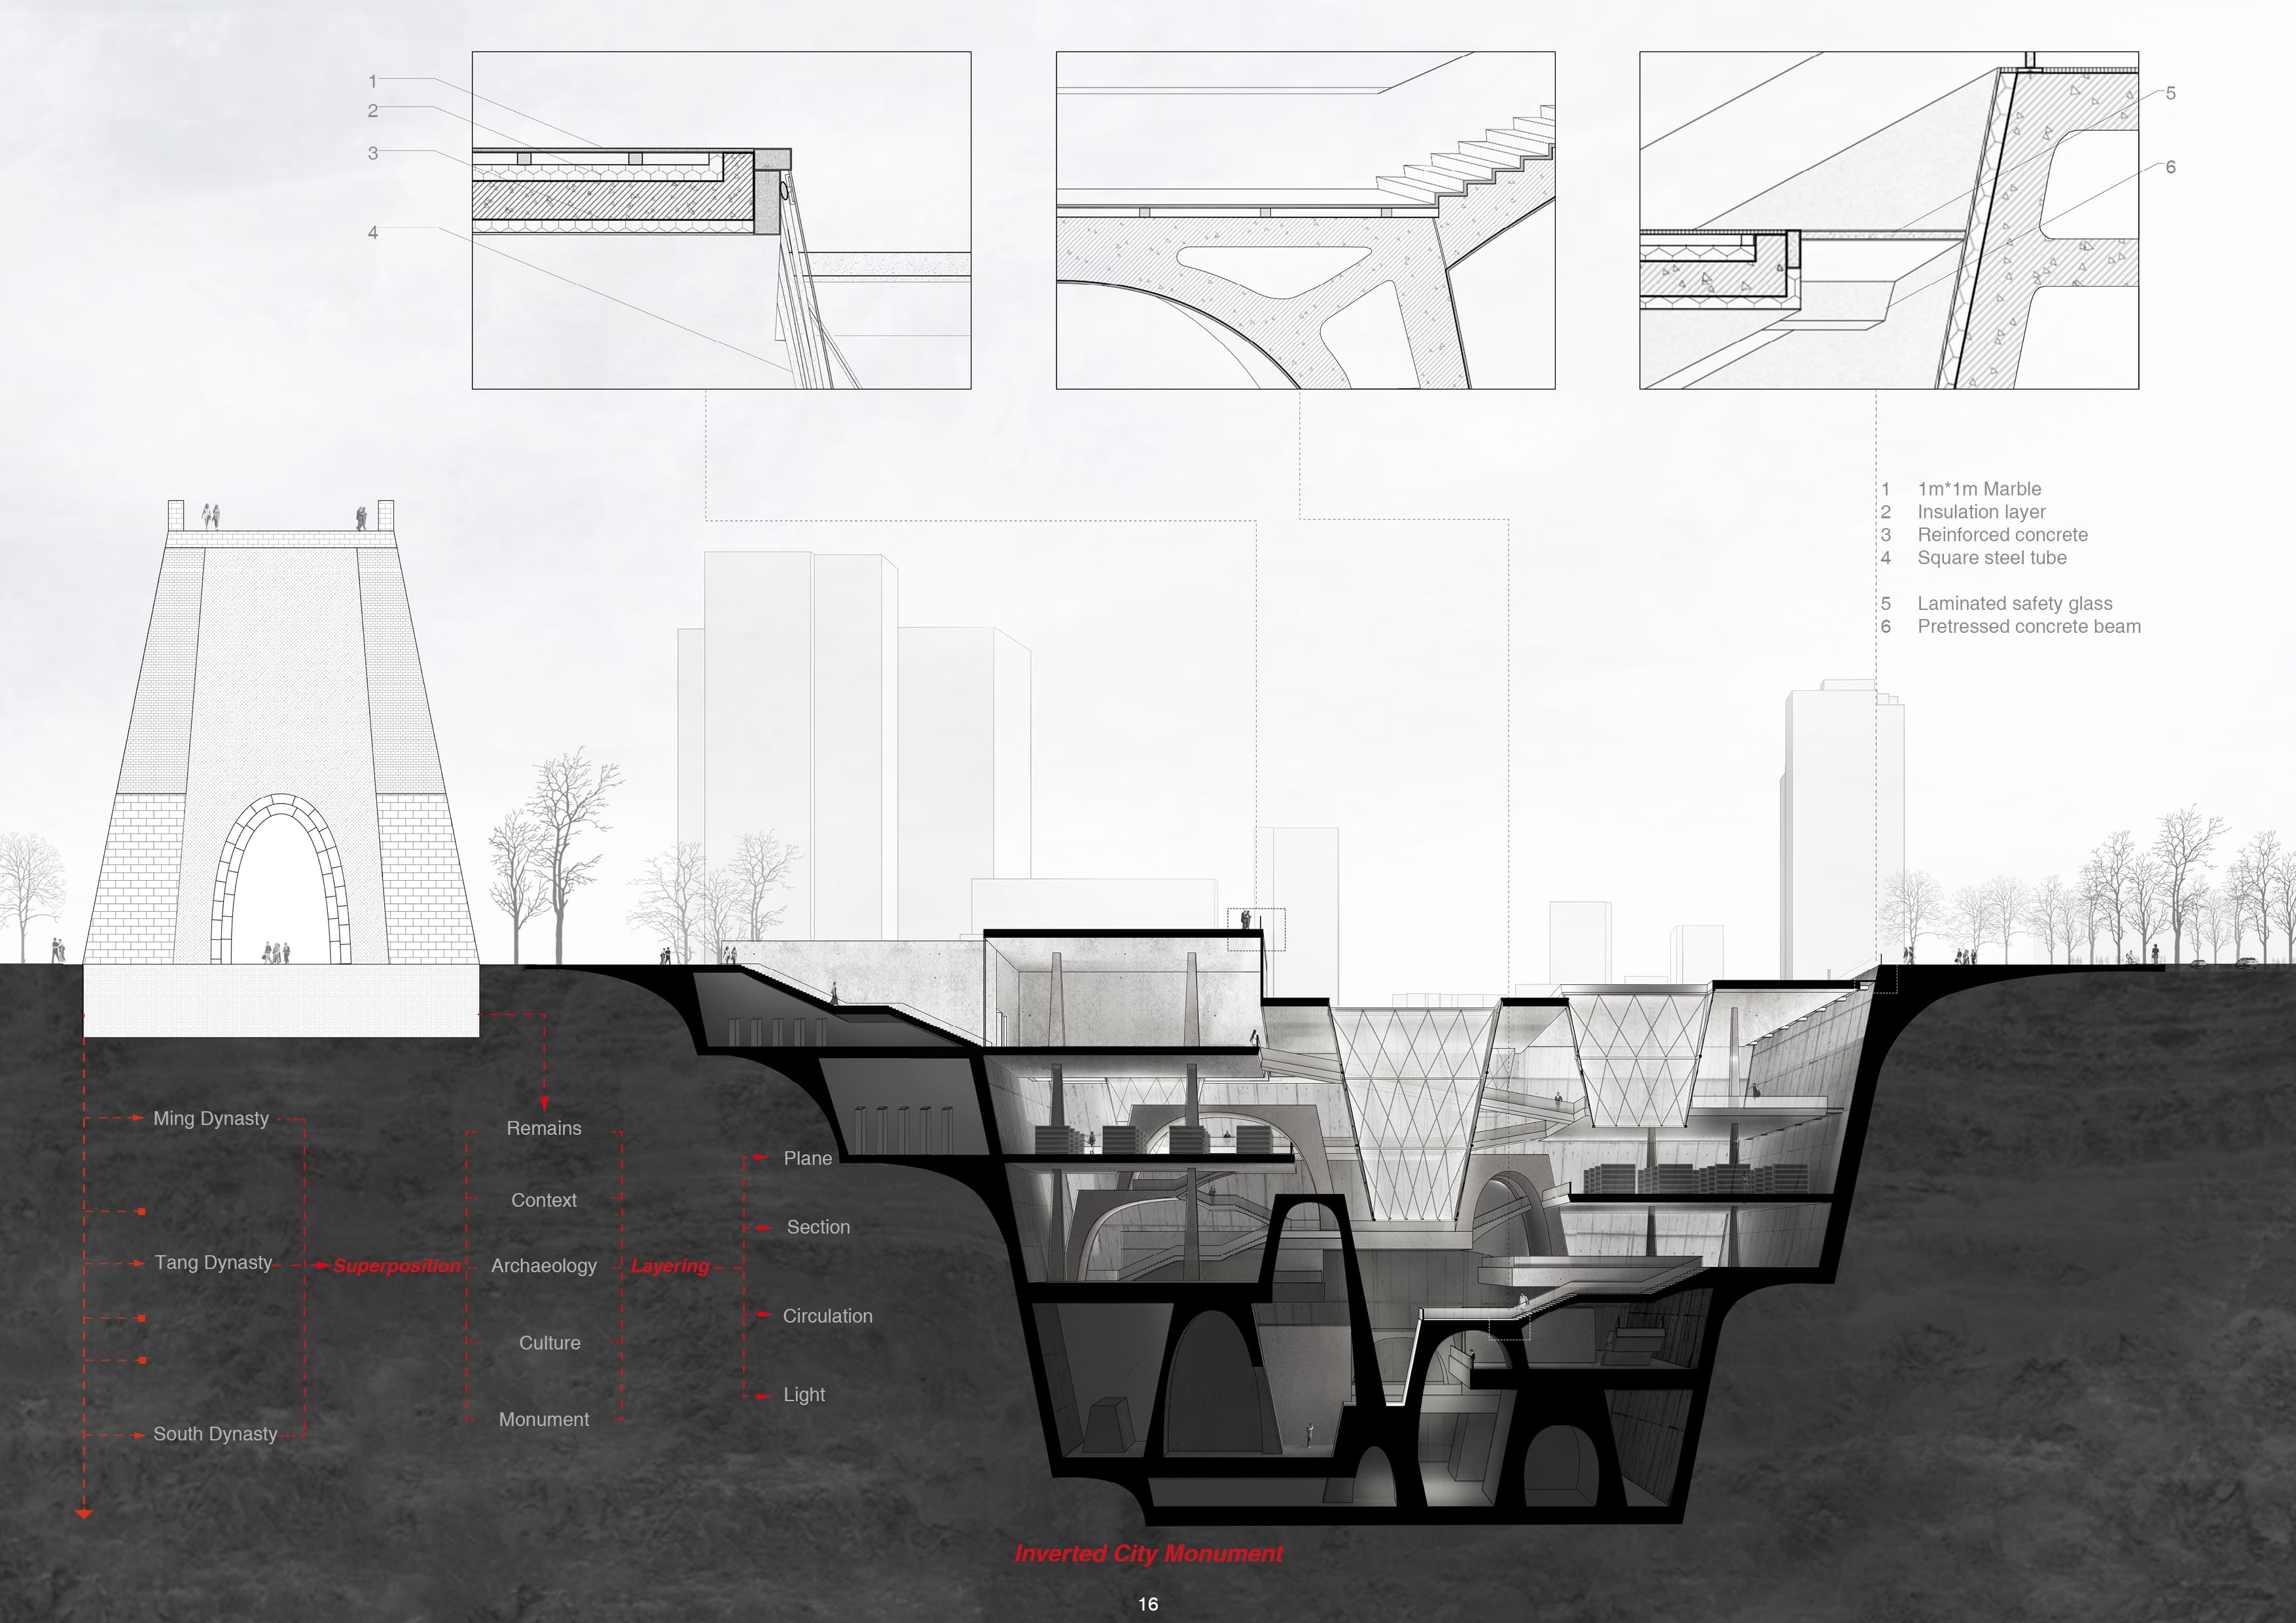 1
2
3
4
5
6
1 1m*1m Marble
2 Insulation layer
3 Reinforced concrete
4 Square steel tube
5 Laminated safety glass
6 Pretressed concrete beam
Ming Dynasty
Tang Dynasty
South Dynasty
Superposition
Remains
Context
Archaeology
Culture
Monument
Layering
Plane
Section
Circulation
Light
Inverted City Monument
16